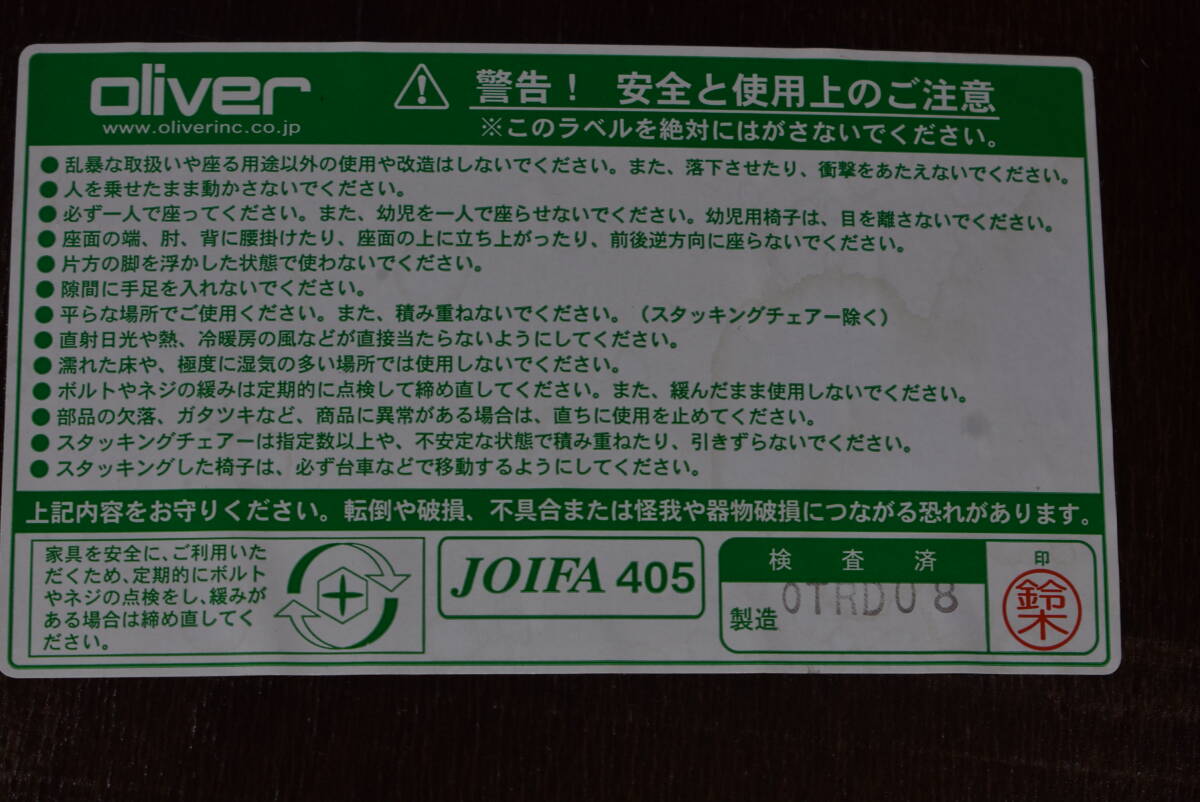 oliver
www.oliverinc.co.jp
警告！ 安全と使用上のご注意
※このラベルを絶対にはがさないでください。
●乱暴な取扱いや座る用途以外の使用や改造はしないでください。また、落下させたり、衝撃をあたえないでください。
●人を乗せたまま動かさないでください。
●必ず一人で座ってください。また、幼児を一人で座らせないでください。幼児用椅子は、目を離さないでください。
●座面の端、肘、背に腰掛けたり、座面の上に立ち上がったり、前後逆方向に座らないでください。
●片方の脚を浮かした状態で使わないでください。
●隙間に手足を入れないでください。
●平らな場所でご使用ください。また、積み重ねないでください。（スタッキングチェアー除く）
●直射日光や熱、冷暖房の風などが直接当たらないようにしてください。
●濡れた床や、極度に湿気の多い場所では使用しないでください。
●ボルトやネジの緩みは定期的に点検して締め直してください。また、緩んだまま使用しないでください。
●部品の欠落、ガタツキなど、商品に異常がある場合は、直ちに使用を止めてください。
●スタッキングチェアーは指定数以上や、不安定な状態で積み重ねたり、引きずらないでください。
●スタッキングした椅子は、必ず台車などで移動するようにしてください。
上記内容をお守りください。転倒や破損、不具合または怪我や器物破損につながる恐れがあります。
家具を安全に、ご利用いた
だくため、定期的にボルト
やネジの点検をし、緩みが
ある場合は締め直してく
ださい。
JOIFA 405
検査済
製造 OTRD08
印
鈴木